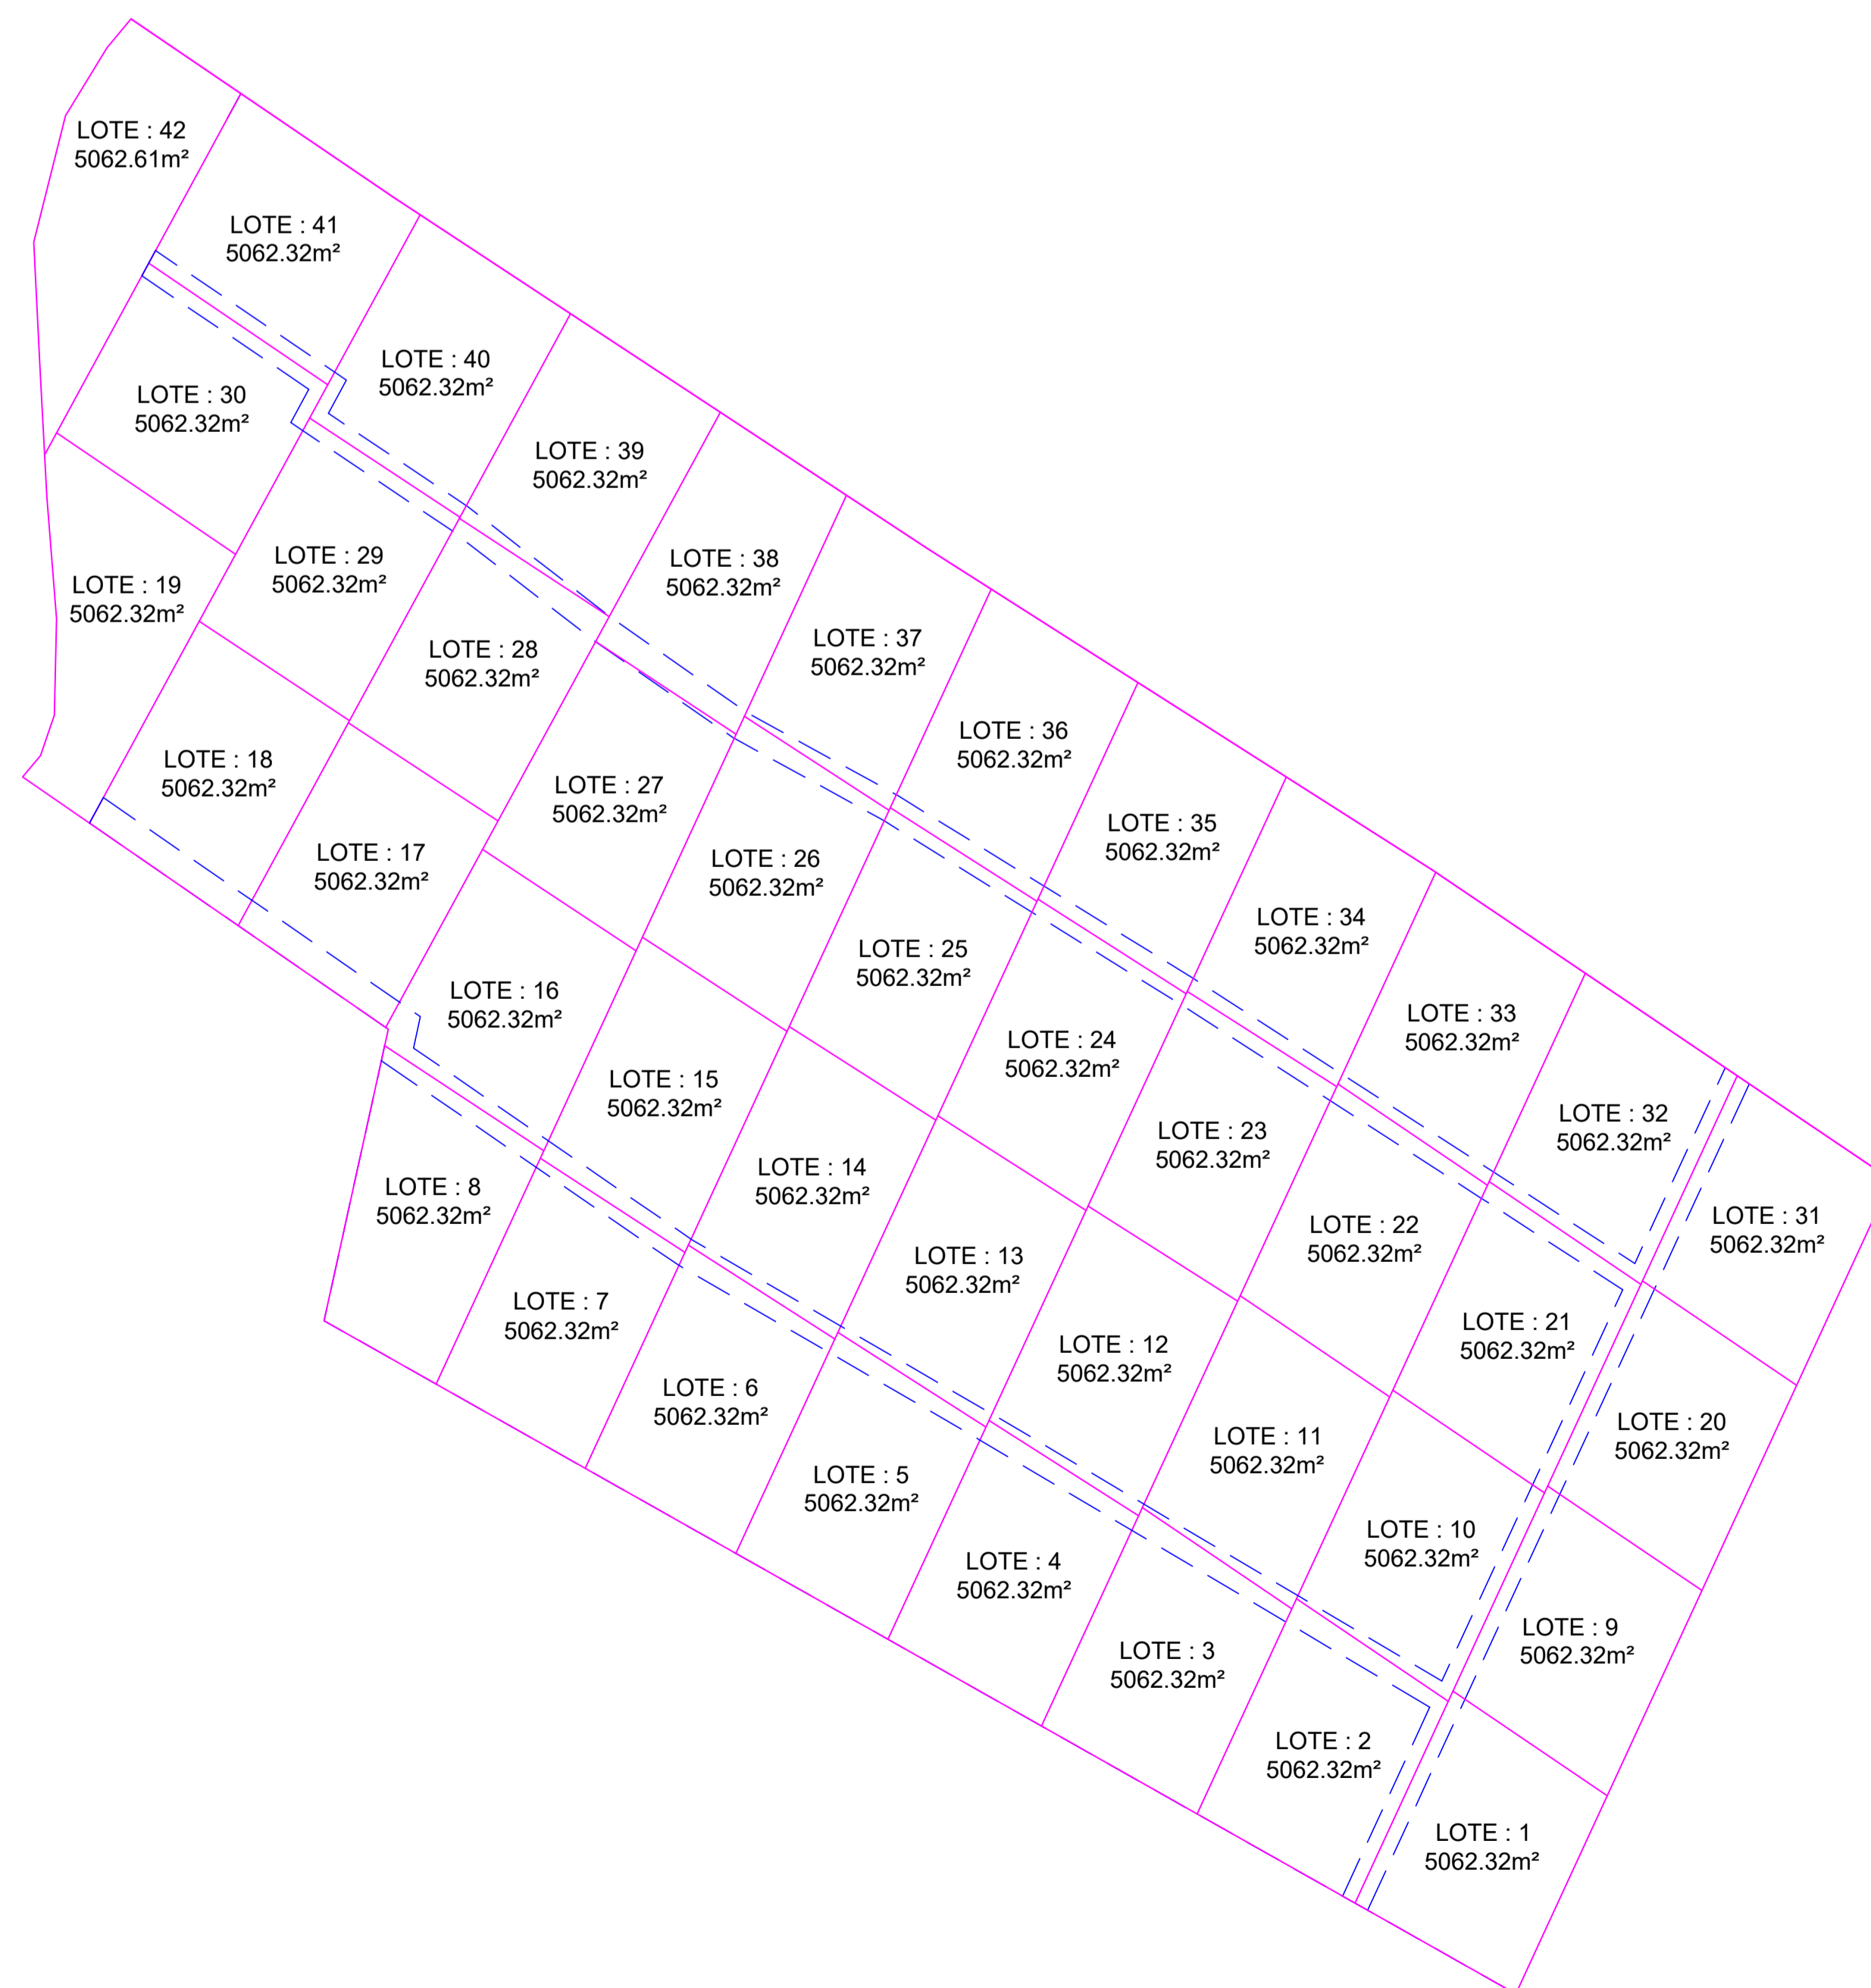 LOTE : 42
5062.61m²
LOTE : 41
5062.32m²
LOTE : 40
5062.32m²
LOTE : 30
5062.32m²
LOTE : 39
5062.32m²
LOTE : 29
5062.32m²
LOTE : 38
5062.32m²
LOTE : 19
5062.32m²
LOTE : 37
5062.32m²
LOTE : 28
5062.32m²
LOTE : 36
5062.32m²
LOTE : 18
5062.32m²
LOTE : 27
5062.32m²
LOTE : 35
5062.32m²
LOTE : 17
5062.32m²
LOTE : 26
5062.32m²
LOTE : 34
5062.32m²
LOTE : 25
5062.32m²
LOTE : 16
5062.32m²
LOTE : 33
5062.32m²
LOTE : 24
5062.32m²
LOTE : 15
5062.32m²
LOTE : 32
5062.32m²
LOTE : 23
5062.32m²
LOTE : 14
5062.32m²
LOTE : 8
5062.32m²
LOTE : 31
5062.32m²
LOTE : 22
5062.32m²
LOTE : 13
5062.32m²
LOTE : 7
5062.32m²
LOTE : 21
5062.32m²
LOTE : 12
5062.32m²
LOTE : 6
5062.32m²
LOTE : 20
5062.32m²
LOTE : 11
5062.32m²
LOTE : 5
5062.32m²
LOTE : 10
5062.32m²
LOTE : 4
5062.32m²
LOTE : 9
5062.32m²
LOTE : 3
5062.32m²
LOTE : 2
5062.32m²
LOTE : 1
5062.32m²